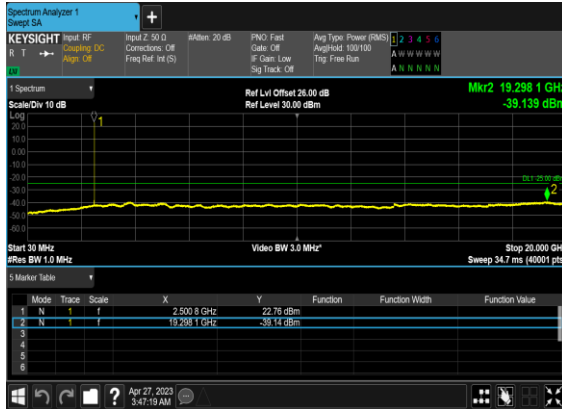 Spectrum Analyzer 1
Swept SA
+
KEYSIGHT
R T
LXI
Input: RF
Coupling: DC
Align: Off
Input Z: 50 Ω
Corrections: Off
Freq Ref: Int (S)
#Atten: 20 dB
PNO: Fast
Gate: Off
IF Gain: Low
Sig Track: Off
Avg Type: Power (RMS)
Avg|Hold: 100/100
Trig: Free Run
1 2 3 4 5 6
A W W W W W
A N N N N N
1 Spectrum
Scale/Div 10 dB
Ref Lvl Offset 26.00 dB
Ref Level 30.00 dBm
Mkr2 19.298 1 GHz
-39.139 dBm
Log
20.0
10.0
0.00
-10.0
-20.0
-30.0
-40.0
-50.0
-60.0
1
DL1 -25.00 dBm
2
Start 30 MHz
#Res BW 1.0 MHz
Video BW 3.0 MHz*
Stop 20.000 GHz
Sweep 34.7 ms (40001 pts)
5 Marker Table
Mode Trace Scale X Y Function Function Width Function Value
1 N 1 f 2.500 8 GHz 22.76 dBm
2 N 1 f 19.298 1 GHz -39.14 dBm
3
4
5
6
?
Apr 27, 2023
3:47:19 AM